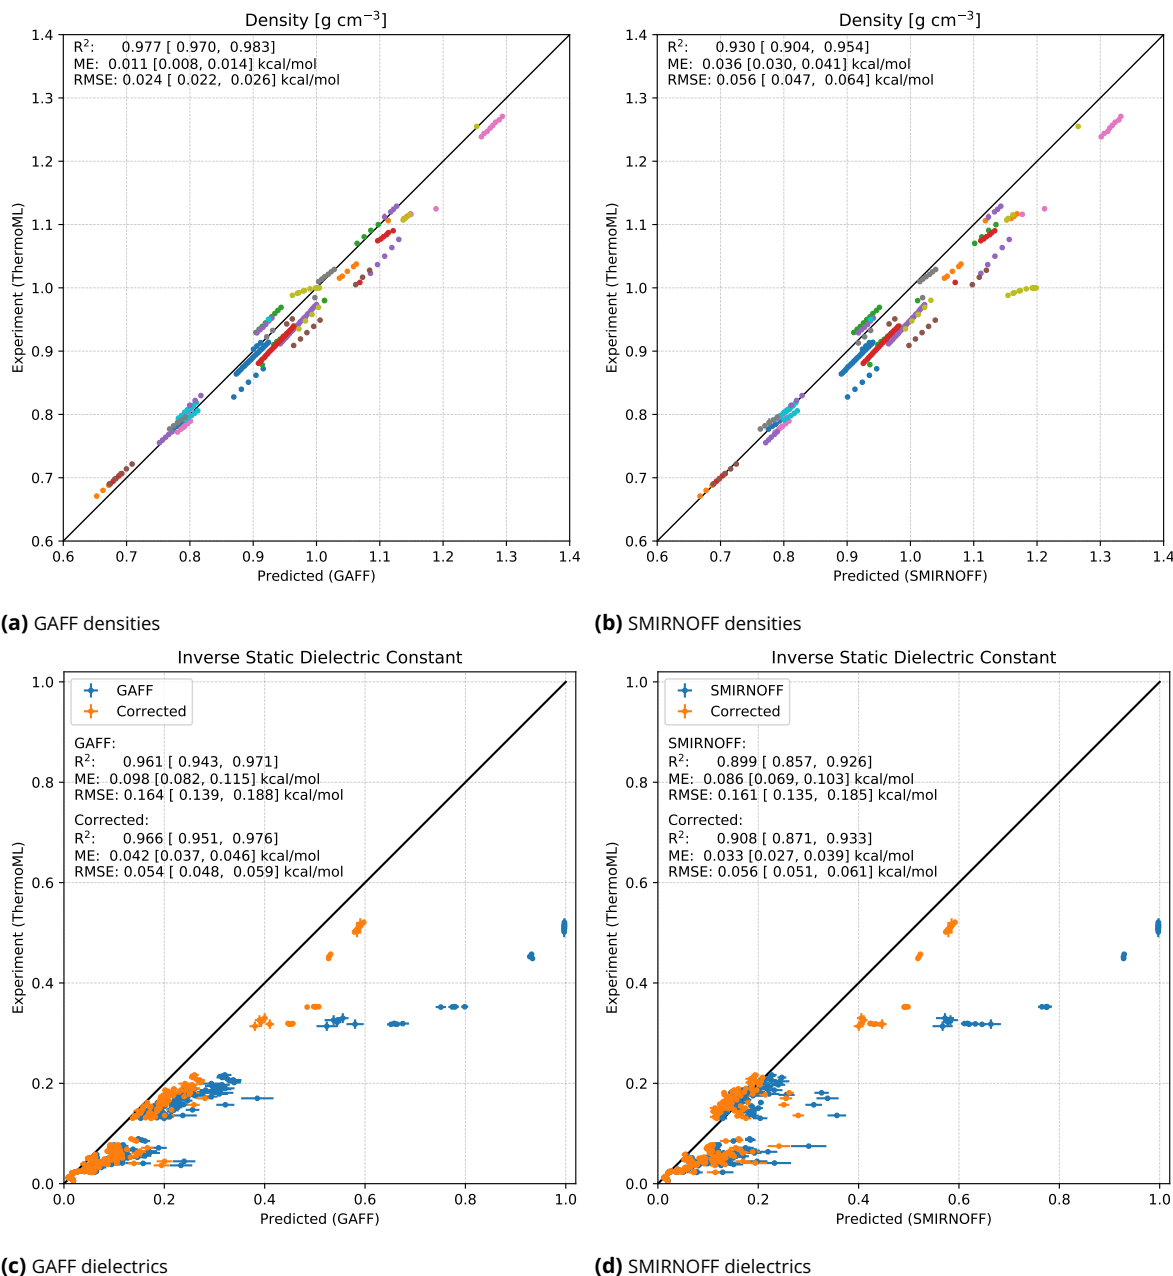 Density [g cm⁻³]
R²: 0.977 [ 0.970, 0.983]
ME: 0.011 [0.008, 0.014] kcal/mol
RMSE: 0.024 [ 0.022, 0.026] kcal/mol
Experiment (ThermoML)
1.4
1.3
1.2
1.1
1.0
0.9
0.8
0.7
0.6
0.6 0.7 0.8 0.9 1.0 1.1 1.2 1.3 1.4
Predicted (GAFF)
(a) GAFF densities
Density [g cm⁻³]
R²: 0.930 [ 0.904, 0.954]
ME: 0.036 [0.030, 0.041] kcal/mol
RMSE: 0.056 [ 0.047, 0.064] kcal/mol
Experiment (ThermoML)
1.4
1.3
1.2
1.1
1.0
0.9
0.8
0.7
0.6
0.6 0.7 0.8 0.9 1.0 1.1 1.2 1.3 1.4
Predicted (SMIRNOFF)
(b) SMIRNOFF densities
Inverse Static Dielectric Constant
GAFF
Corrected
GAFF:
R²: 0.961 [ 0.943, 0.971]
ME: 0.098 [0.082, 0.115] kcal/mol
RMSE: 0.164 [ 0.139, 0.188] kcal/mol
Corrected:
R²: 0.966 [ 0.951, 0.976]
ME: 0.042 [0.037, 0.046] kcal/mol
RMSE: 0.054 [ 0.048, 0.059] kcal/mol
Experiment (ThermoML)
1.0
0.8
0.6
0.4
0.2
0.0
0.0 0.2 0.4 0.6 0.8 1.0
Predicted (GAFF)
(c) GAFF dielectrics
Inverse Static Dielectric Constant
SMIRNOFF
Corrected
SMIRNOFF:
R²: 0.899 [ 0.857, 0.926]
ME: 0.086 [0.069, 0.103] kcal/mol
RMSE: 0.161 [ 0.135, 0.185] kcal/mol
Corrected:
R²: 0.908 [ 0.871, 0.933]
ME: 0.033 [0.027, 0.039] kcal/mol
RMSE: 0.056 [ 0.051, 0.061] kcal/mol
Experiment (ThermoML)
1.0
0.8
0.6
0.4
0.2
0.0
0.0 0.2 0.4 0.6 0.8 1.0
Predicted (SMIRNOFF)
(d) SMIRNOFF dielectrics